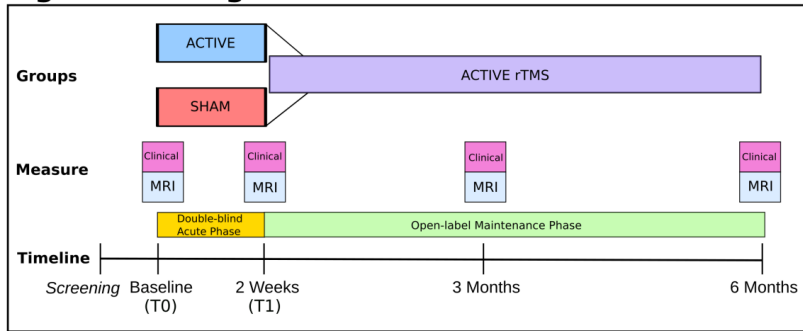 ACTIVE
Groups
ACTIVE rTMS
SHAM
Measure
Clinical
MRI
Clinical
MRI
Clinical
MRI
Clinical
MRI
Double-blind
Acute Phase
Open-label Maintenance Phase
Timeline
Screening
Baseline
(T0)
2 Weeks
(T1)
3 Months
6 Months